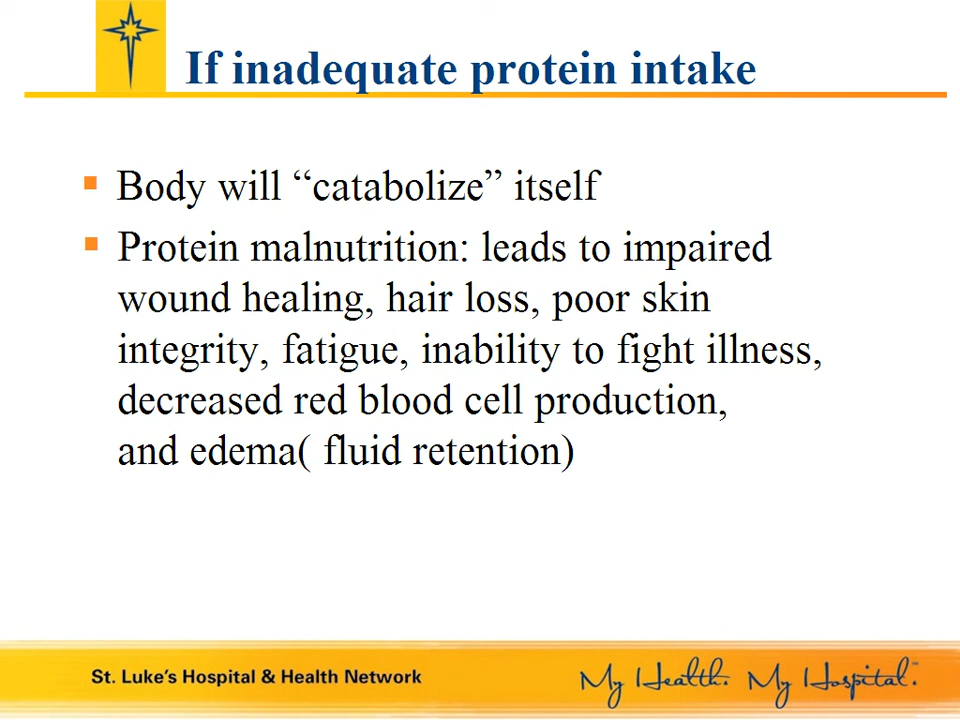 If inadequate protein intake
Body will “catabolize” itself
Protein malnutrition: leads to impaired
wound healing, hair loss, poor skin
integrity, fatigue, inability to fight illness,
decreased red blood cell production,
and edema( fluid retention)
St. Luke's Hospital & Health Network
My Health. My Hospital.™